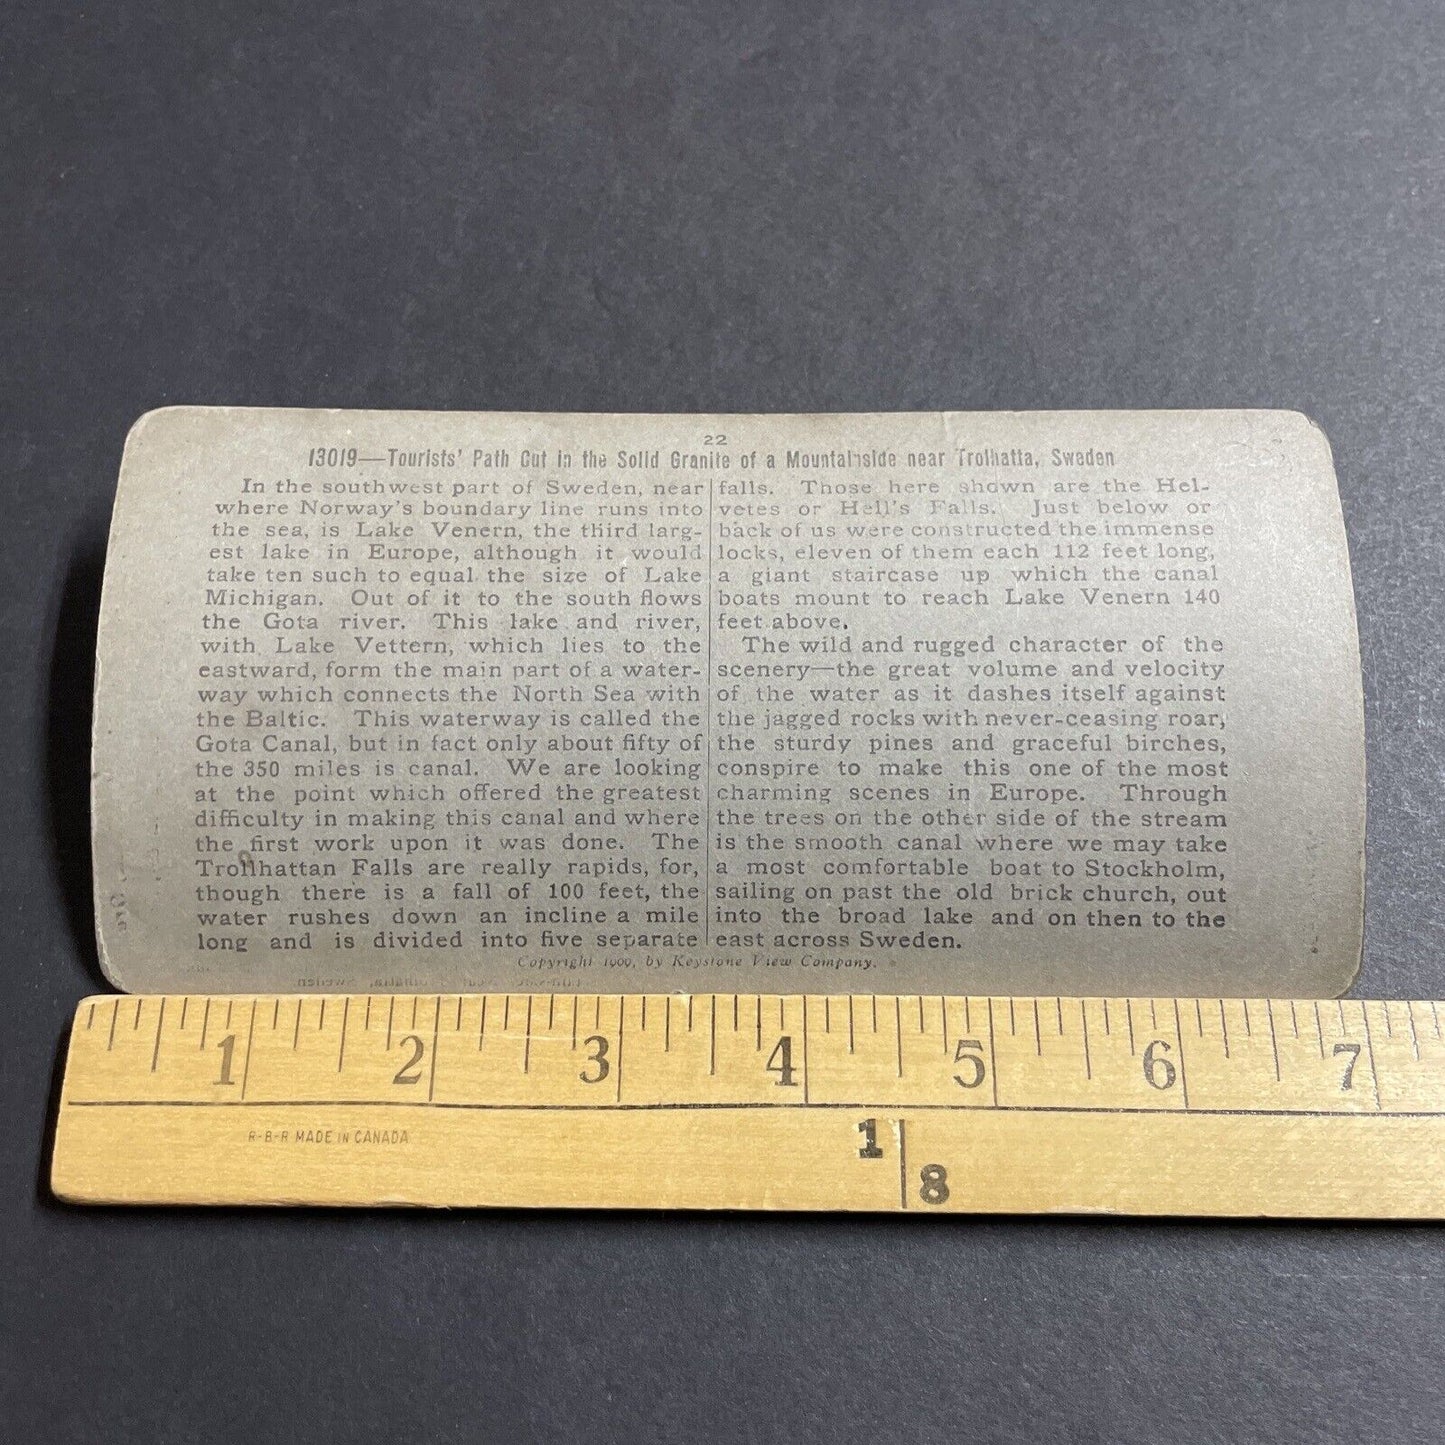 22
13019—Tourists' Path Cut in the Solid Granite of a Mountainside near Trolhatta, Sweden
In the southwest part of Sweden, near
where Norway's boundary line runs into
the sea, is Lake Venern, the third larg-
est lake in Europe, although it would
take ten such to equal the size of Lake
Michigan. Out of it to the south flows
the Gota river. This lake and river,
with Lake Vettern, which lies to the
eastward, form the main part of a water-
way which connects the North Sea with
the Baltic. This waterway is called the
Gota Canal, but in fact only about fifty of
the 350 miles is canal. We are looking
at the point which offered the greatest
difficulty in making this canal and where
the first work upon it was done. The
Trollhattan Falls are really rapids, for,
though there is a fall of 100 feet, the
water rushes down an incline a mile
long and is divided into five separate
falls. Those here shown are the Hel-
vetes or Hell's Falls. Just below or
back of us were constructed the immense
locks, eleven of them each 112 feet long,
a giant staircase up which the canal
boats mount to reach Lake Venern 140
feet above.
The wild and rugged character of the
scenery—the great volume and velocity
of the water as it dashes itself against
the jagged rocks with never-ceasing roar,
the sturdy pines and graceful birches,
conspire to make this one of the most
charming scenes in Europe. Through
the trees on the other side of the stream
is the smooth canal where we may take
a most comfortable boat to Stockholm,
sailing on past the old brick church, out
into the broad lake and on then to the
east across Sweden.
Copyright 1900, by Keystone View Company.
1 2 3 4 5 6 7
R-B-R MADE IN CANADA
1
8